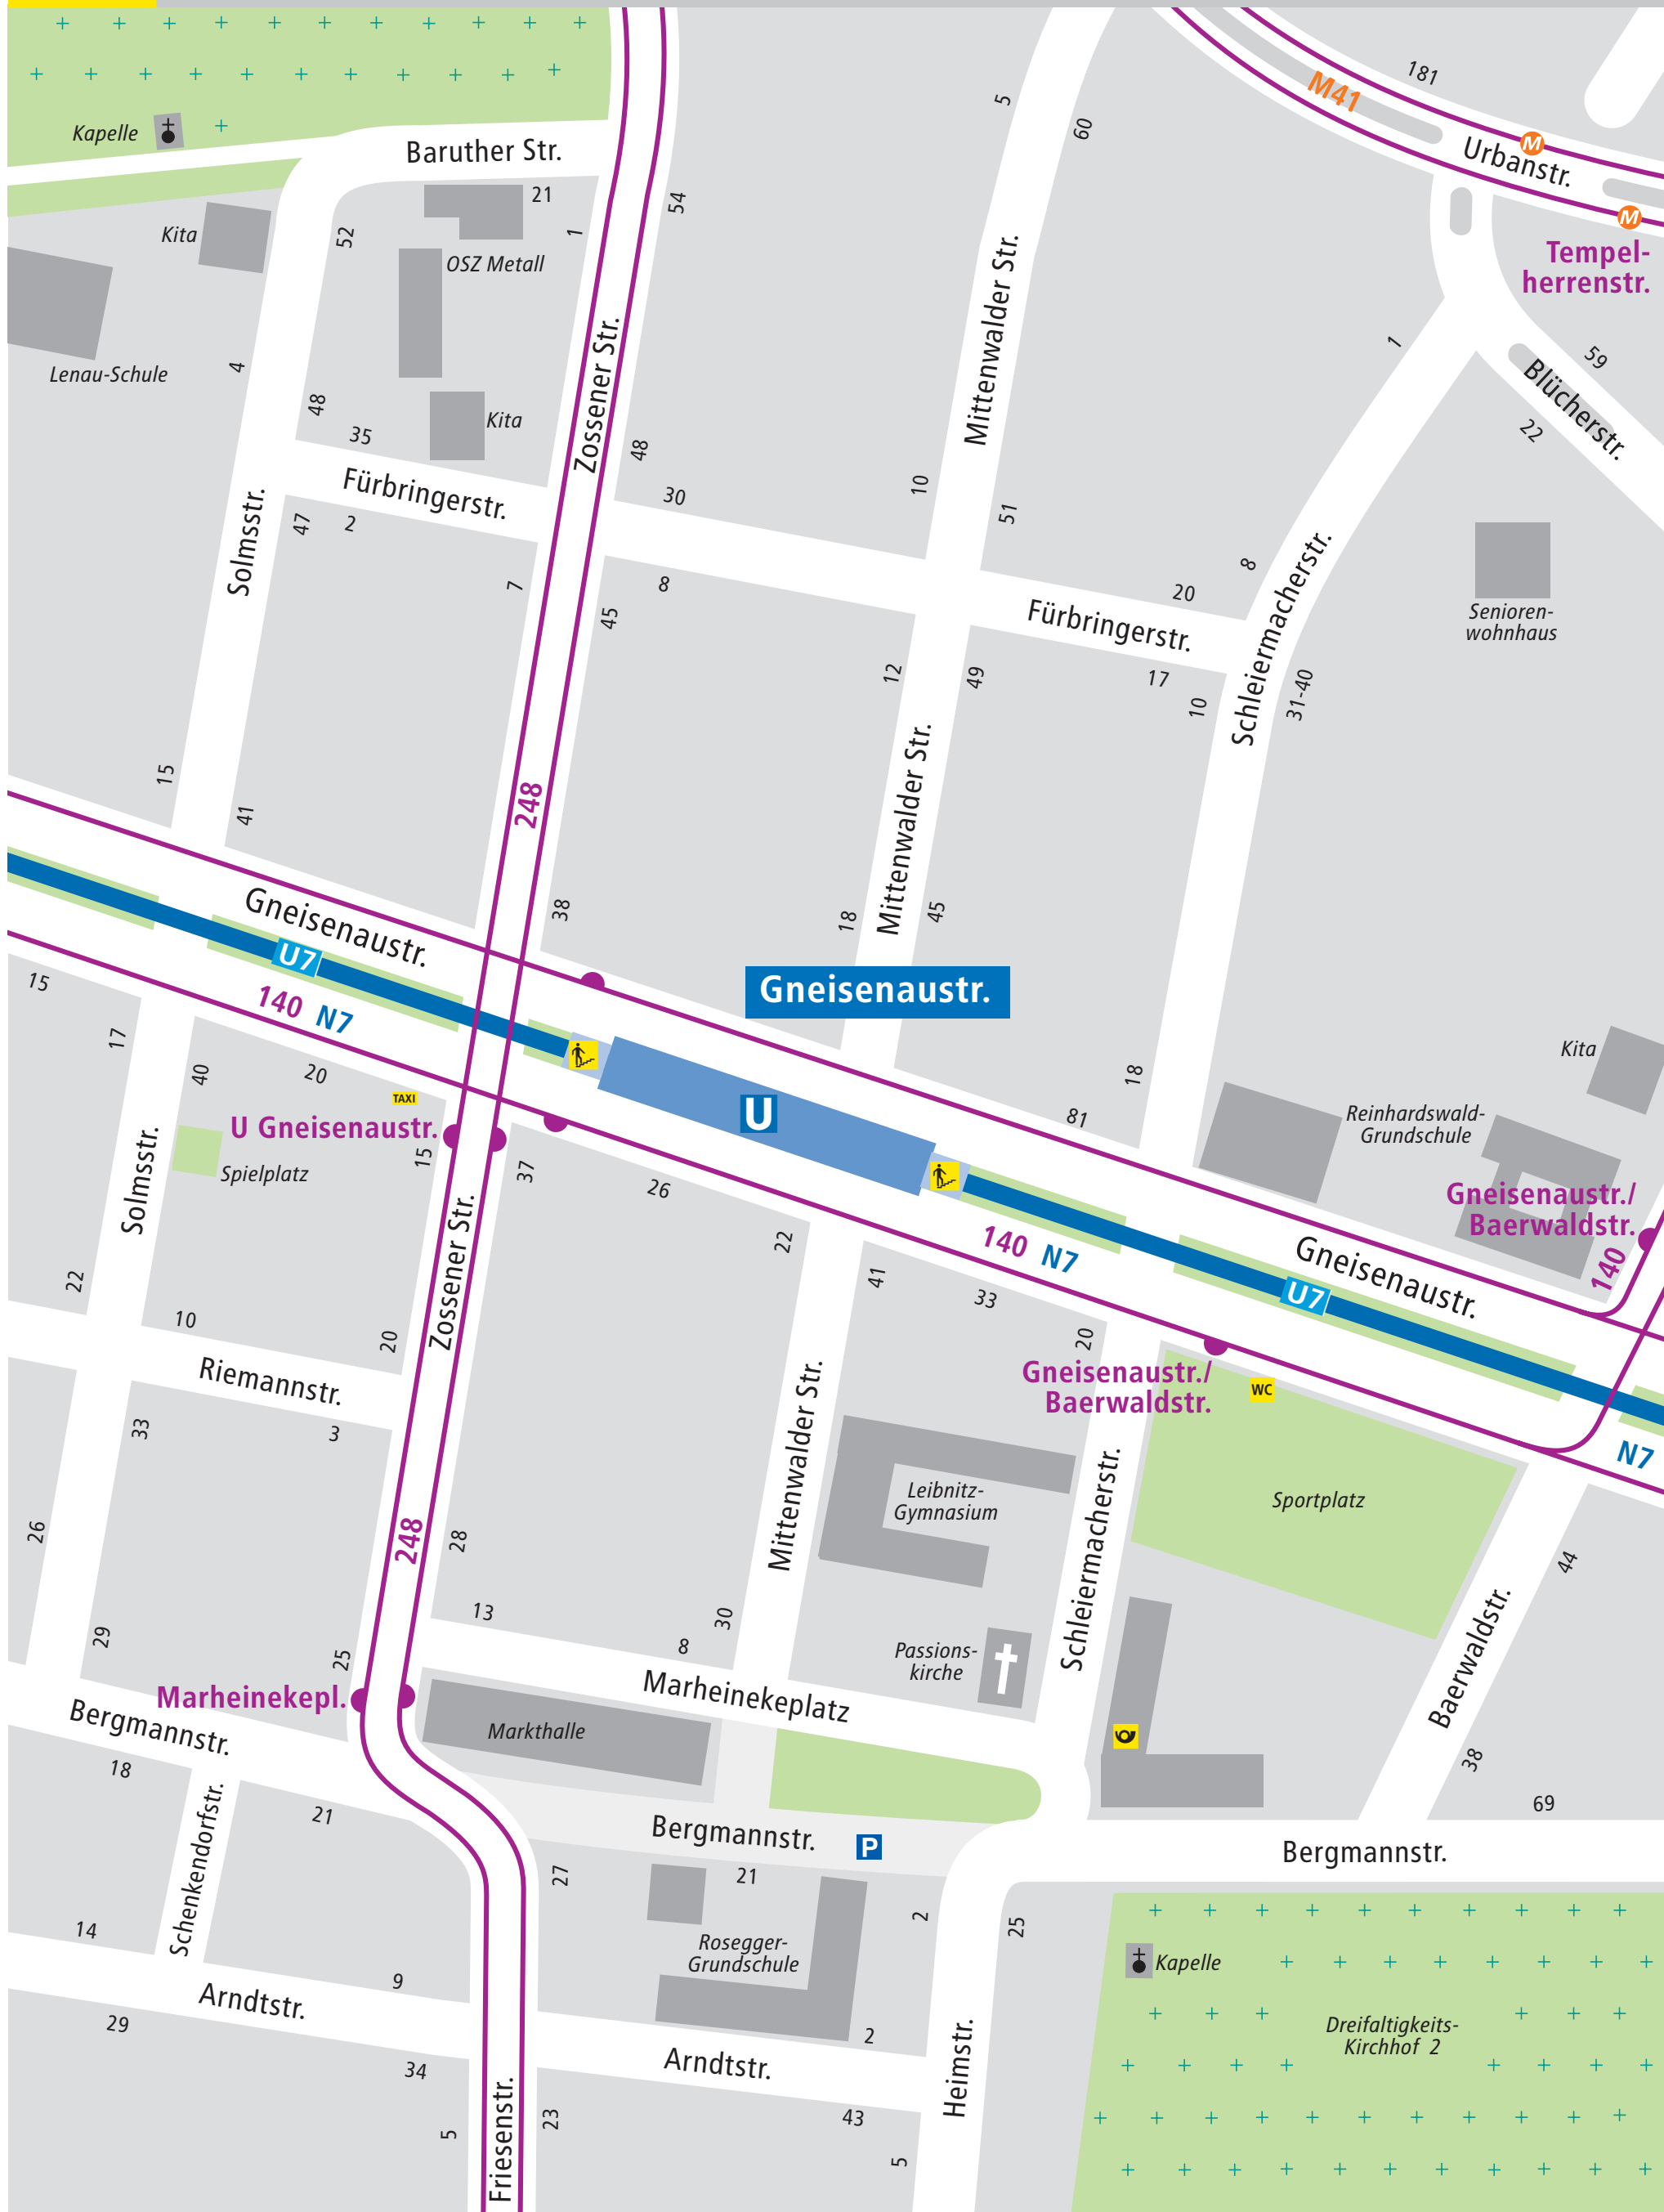 181
M41
5
60
Kapelle
Baruther Str.
M
Urbanstr.
21
54
M
Kita
52
1
Tempel-
herrenstr.
OSZ Metall
Mittenwalder Str.
Lenau-Schule
4
1
59
Blücherstr.
22
48
35
Kita
Zossener Str.
48
Fürbringerstr.
30
10
51
47
2
Solmsstr.
7
8
45
20
8
Fürbringerstr.
Schleiermacherstr.
Senioren-
wohnhaus
12
49
17
10
31-40
15
41
248
Mittenwalder Str.
38
18
45
Gneisenaustr.
U7
Gneisenaustr.
15
140 N7
17
40
20
TAXI
U
18
81
Kita
Reinhardswald-
Grundschule
U Gneisenaustr.
15
37
Spielplatz
Solmsstr.
26
Gneisenaustr./
Baerwaldstr.
22
140 N7
Gneisenaustr.
140
22
41
33
U7
Zossener Str.
10
20
20
Riemannstr.
Gneisenaustr./
Baerwaldstr.
WC
33
3
Mittenwalder Str.
N7
Leibnitz-
Gymnasium
Sportplatz
26
248
28
Schleiermacherstr.
44
13
30
8
29
25
Passions-
kirche
Marheinekepl.
Marheinekeplatz
Baerwaldstr.
Bergmannstr.
Markthalle
18
38
21
69
Schenkendorfstr.
Bergmannstr.
P
Bergmannstr.
27
21
2
25
14
Rosegger-
Grundschule
Kapelle
9
Arndtstr.
29
2
Dreifaltigkeits-
Kirchhof 2
34
Arndtstr.
Heimstr.
43
5
23
5
Friesenstr.